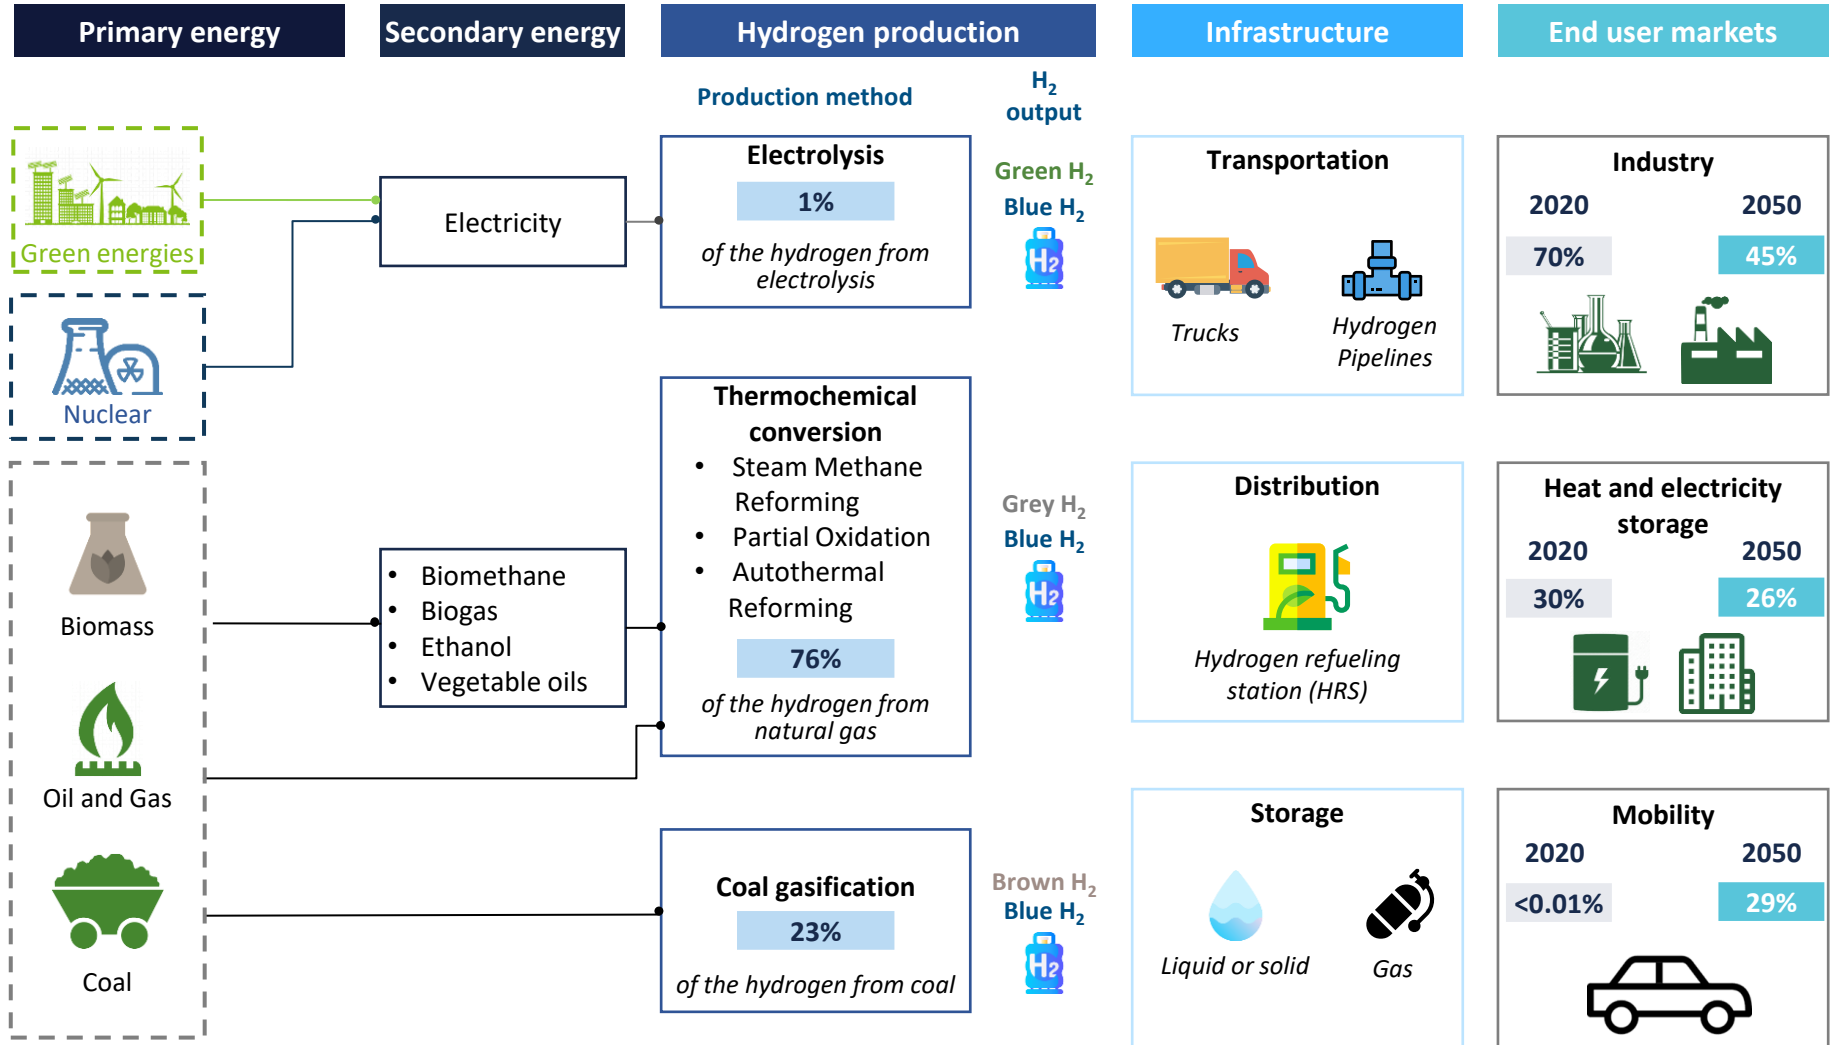 Primary energy
Secondary energy
Hydrogen production
Infrastructure
End user markets
Production method
H2
output
Green energies
Nuclear
Biomass
Oil and Gas
Coal
Electricity
• Biomethane
• Biogas
• Ethanol
• Vegetable oils
Electrolysis
1%
of the hydrogen from
electrolysis
Green H2
Blue H2
H2
Thermochemical
conversion
• Steam Methane
Reforming
• Partial Oxidation
• Autothermal
Reforming
76%
of the hydrogen from
natural gas
Grey H2
Blue H2
H2
Coal gasification
23%
of the hydrogen from coal
Brown H2
Blue H2
H2
Transportation
Trucks
Hydrogen
Pipelines
Distribution
Hydrogen refueling
station (HRS)
Storage
Liquid or solid
Gas
Industry
2020 2050
70% 45%
Heat and electricity
storage
2020 2050
30% 26%
Mobility
2020 2050
<0.01% 29%